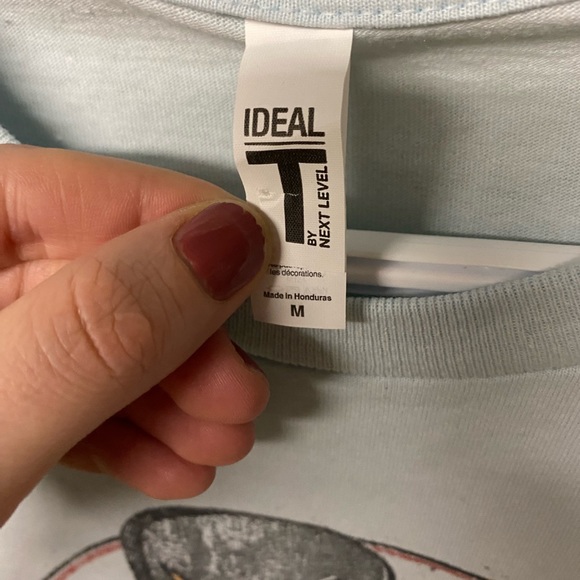 IDEAL
T
BY
NEXT LEVEL
les décorations.
Made in Honduras
M